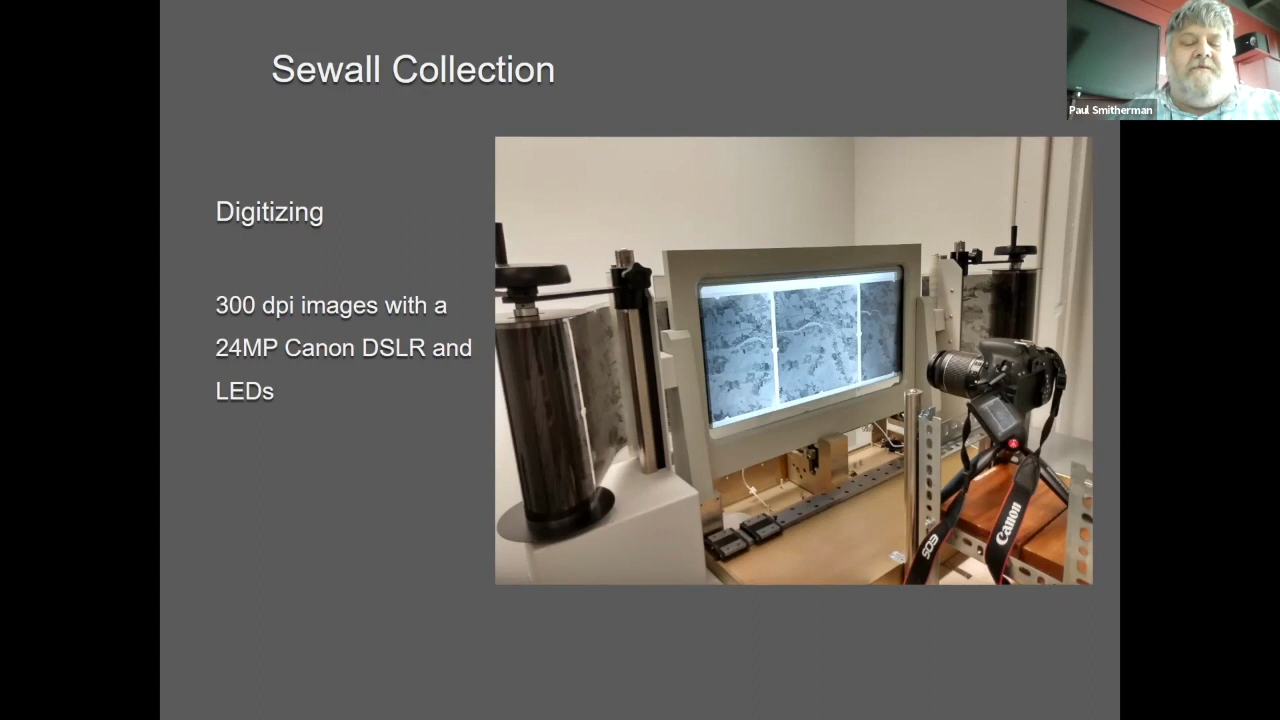 Sewall Collection
Paul Smitherman
Digitizing
300 dpi images with a
24MP Canon DSLR and
LEDs
Canon
EOS